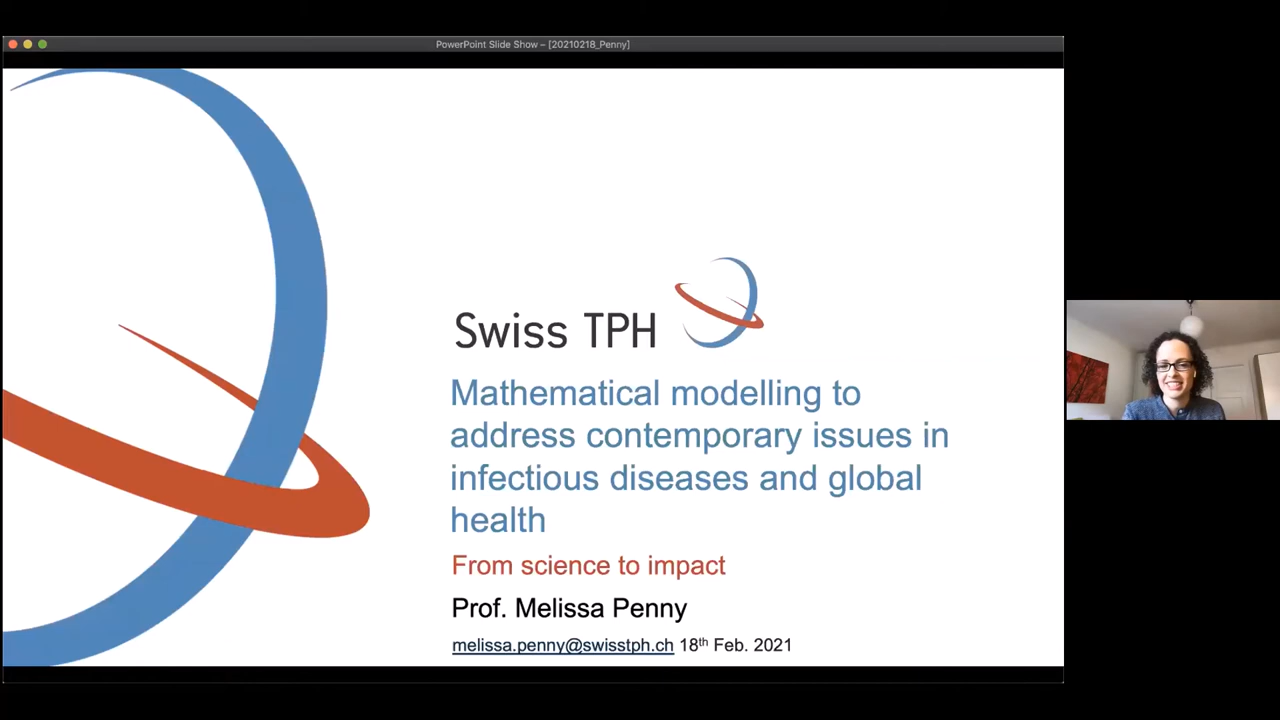 PowerPoint Slide Show – [20210218_Penny]
Swiss TPH
Mathematical modelling to
address contemporary issues in
infectious diseases and global
health
From science to impact
Prof. Melissa Penny
melissa.penny@swisstph.ch 18th Feb. 2021